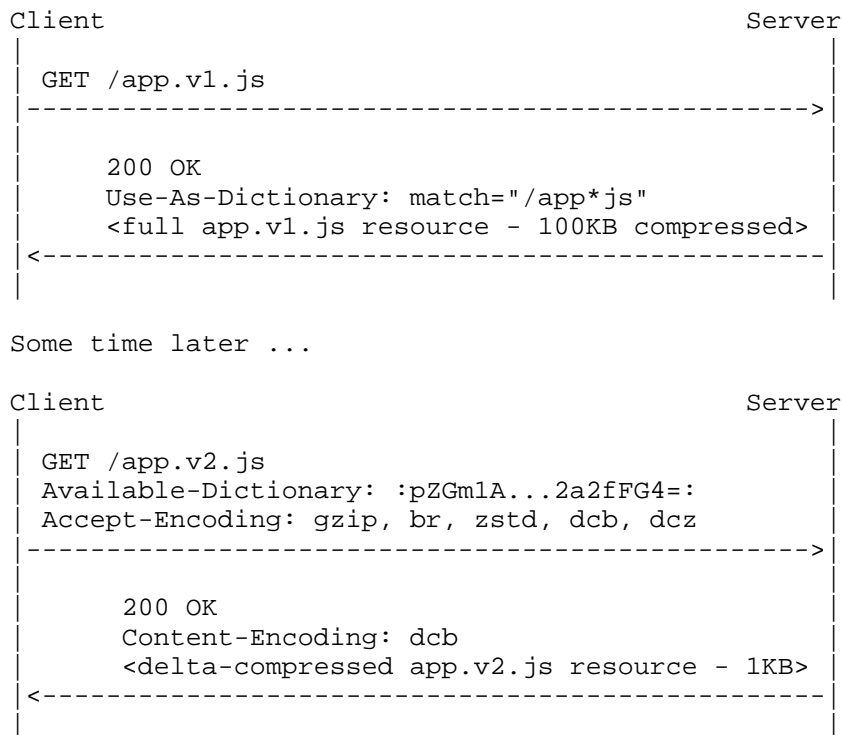 Client Server
GET /app.v1.js
200 OK
Use-As-Dictionary: match="/app*js"
<full app.v1.js resource - 100KB compressed>
Some time later ...
Client Server
GET /app.v2.js
Available-Dictionary: :pZGm1A...2a2fFG4=:
Accept-Encoding: gzip, br, zstd, dcb, dcz
200 OK
Content-Encoding: dcb
<delta-compressed app.v2.js resource - 1KB>